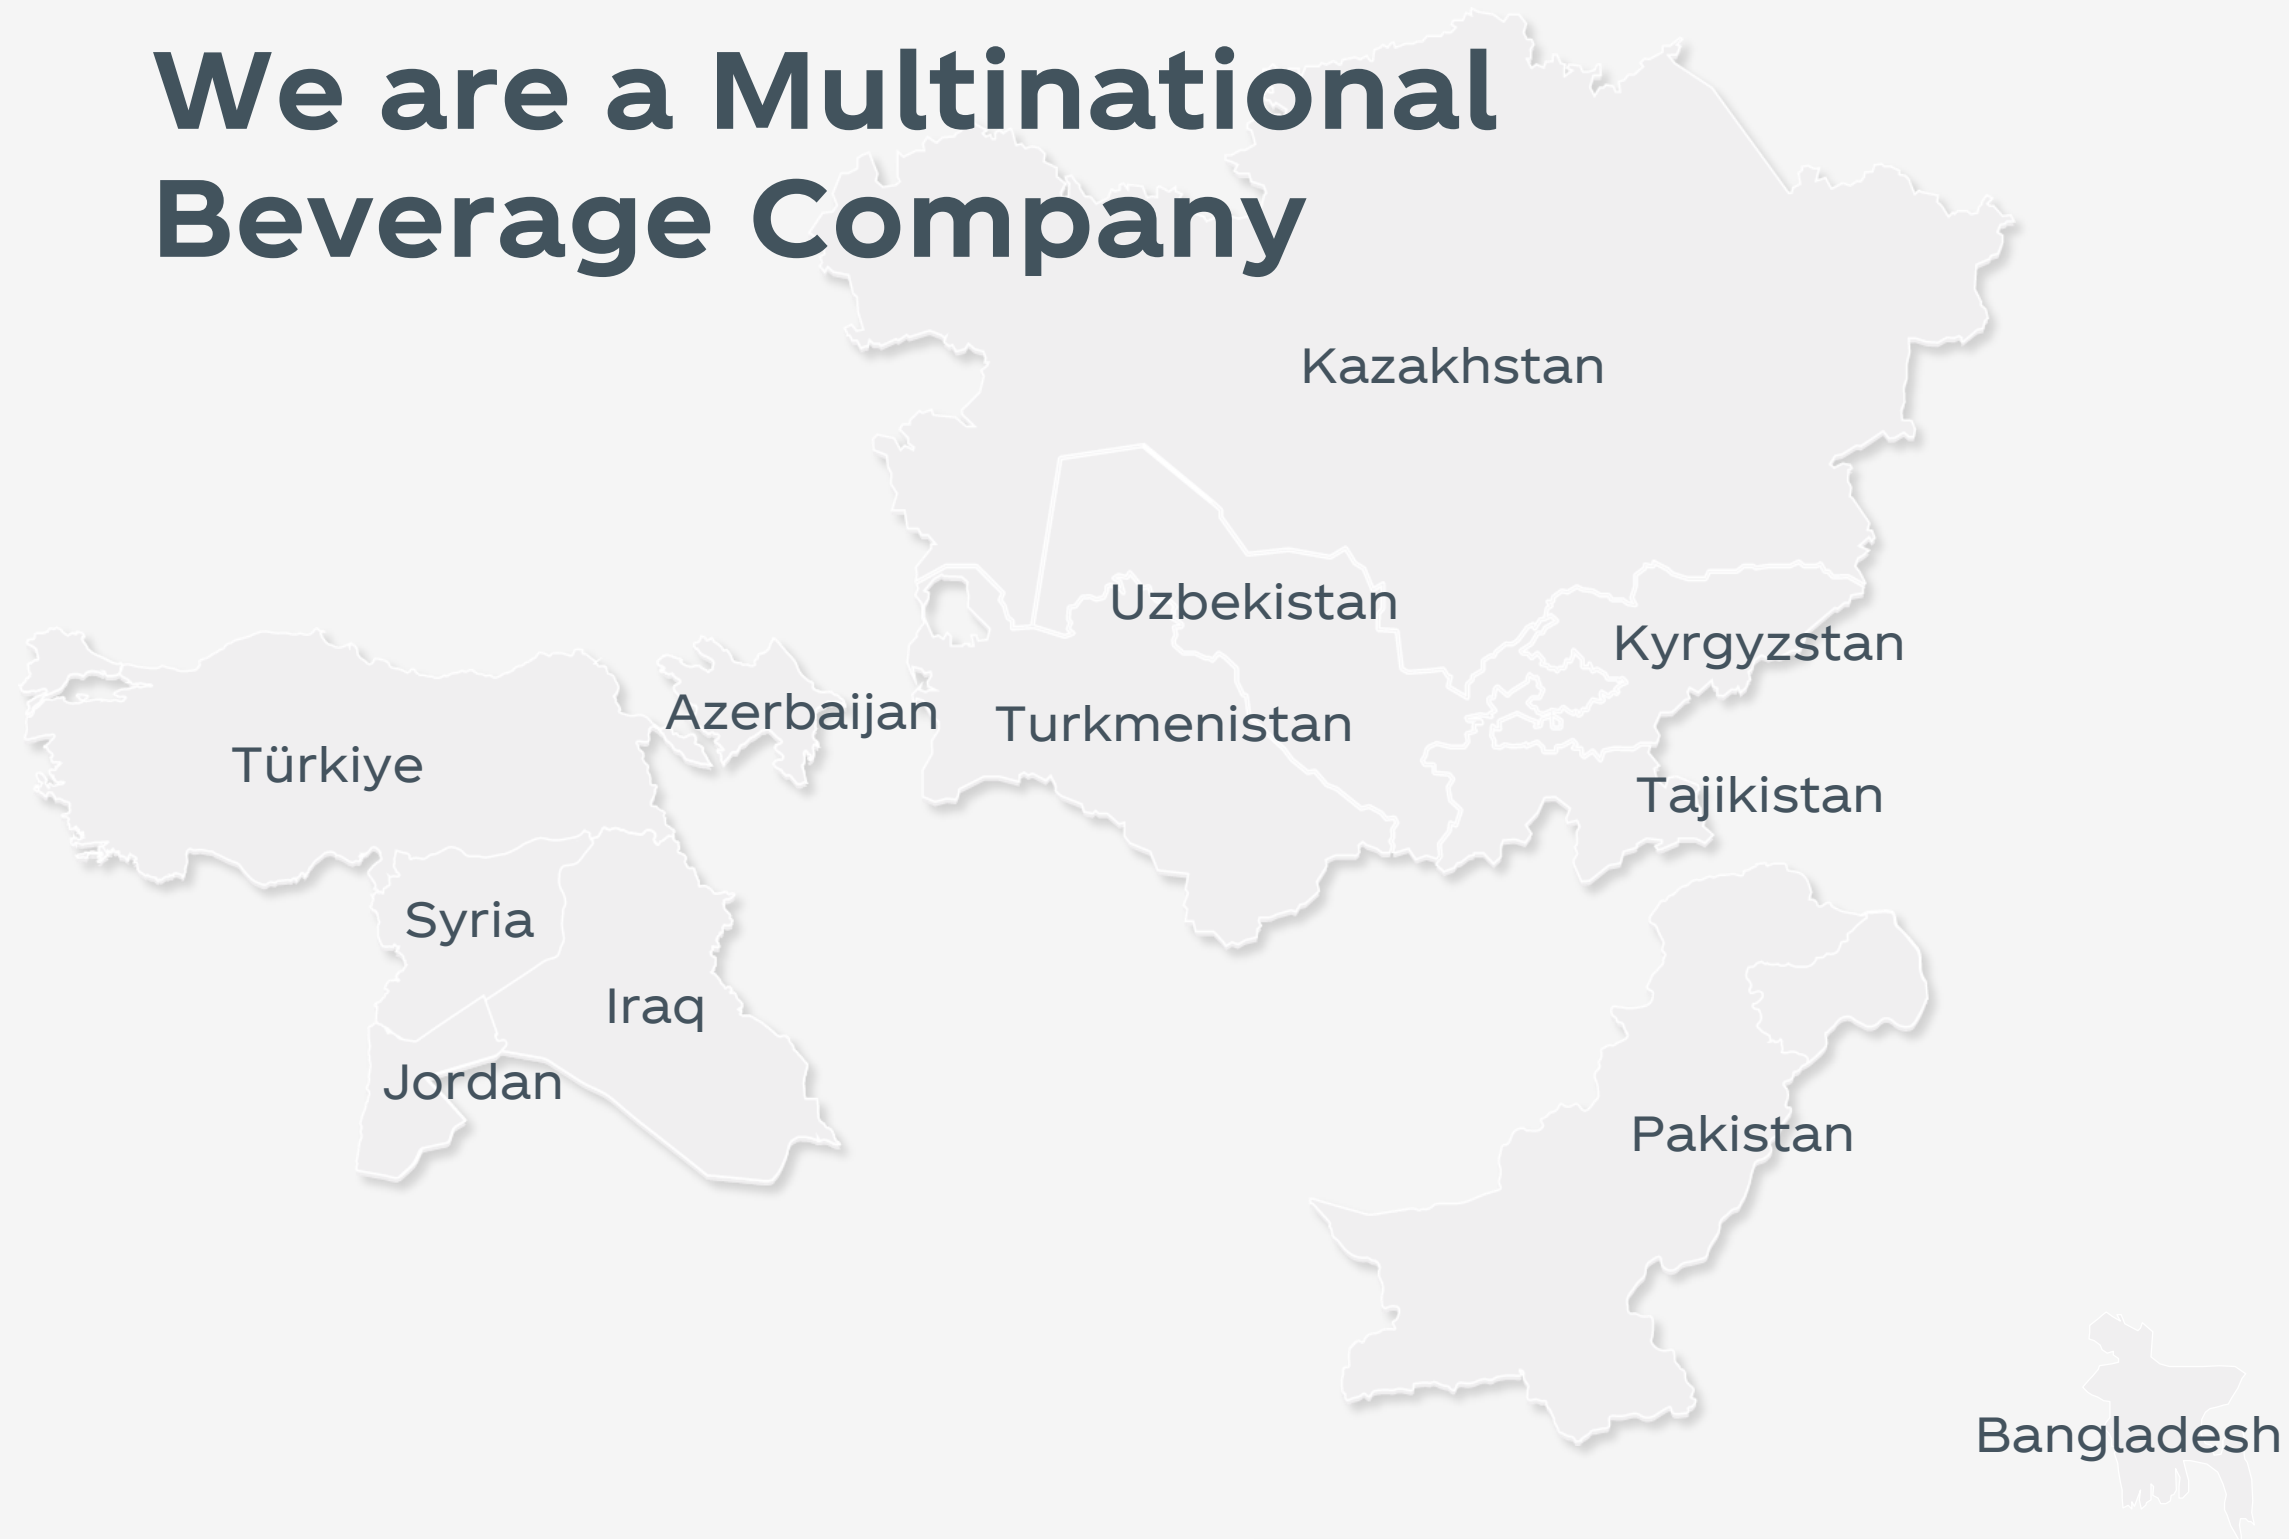 We are a Multinational
Beverage Company
Kazakhstan
Uzbekistan
Kyrgyzstan
Azerbaijan
Turkmenistan
Türkiye
Tajikistan
Syria
Iraq
Jordan
Pakistan
Bangladesh